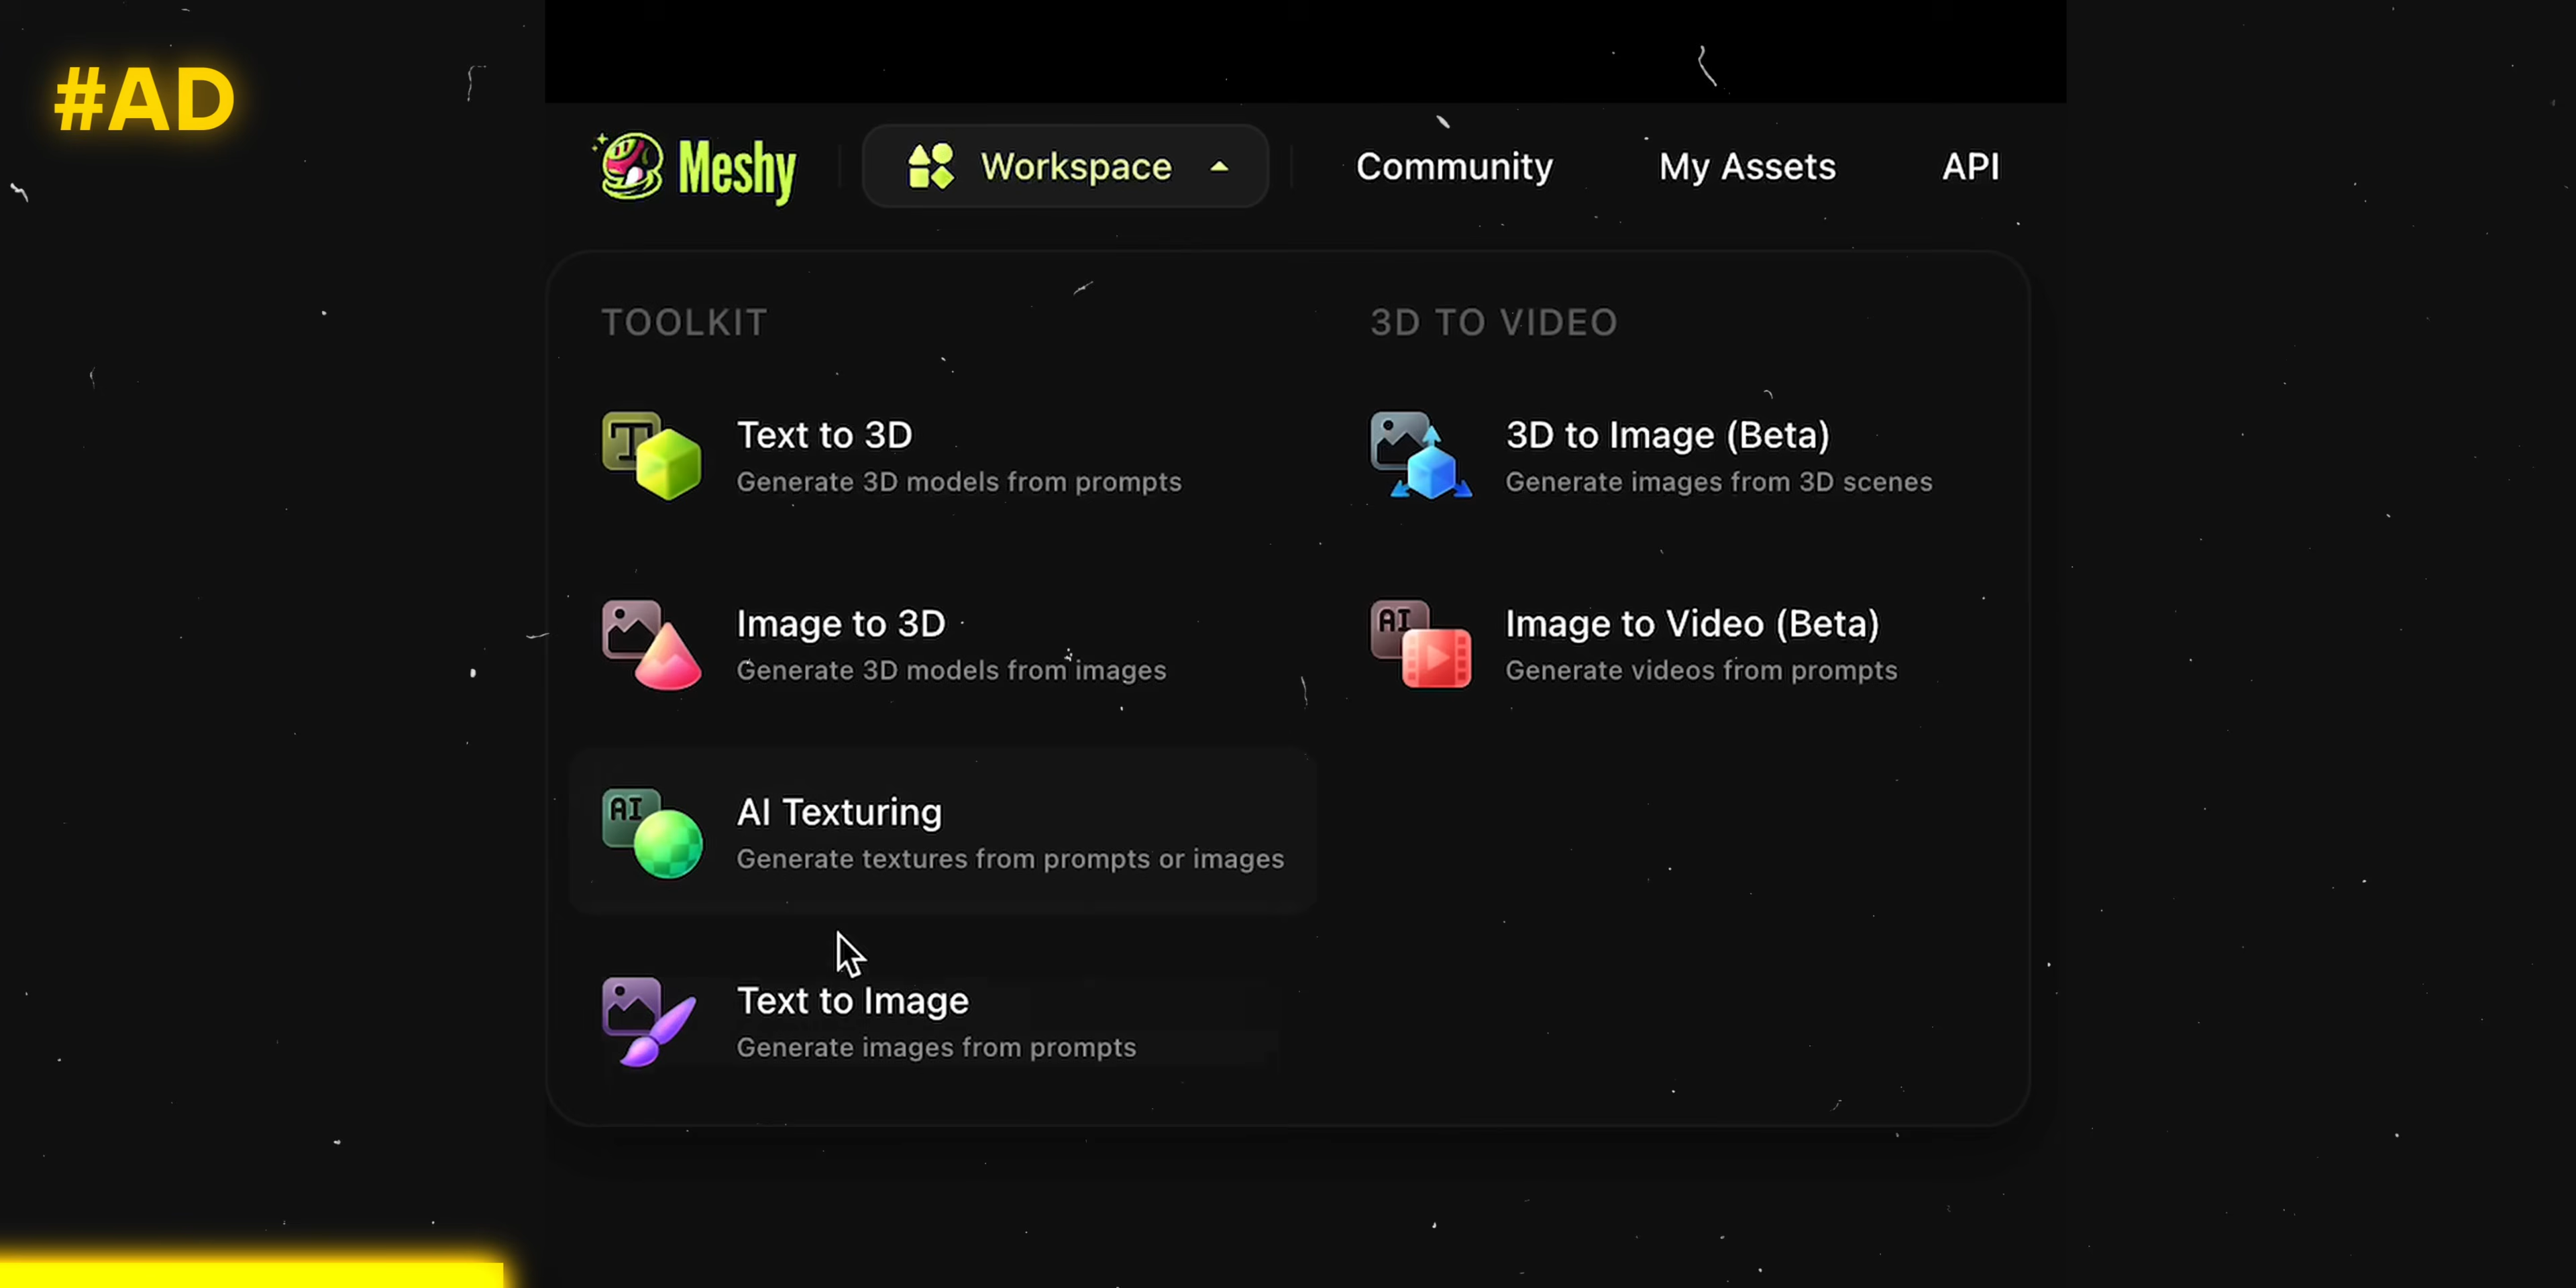 #AD
Meshy
Workspace
Community
My Assets
API
TOOLKIT
Text to 3D
Generate 3D models from prompts
Image to 3D
Generate 3D models from images
AI
AI Texturing
Generate textures from prompts or images
Text to Image
Generate images from prompts
3D TO VIDEO
3D to Image (Beta)
Generate images from 3D scenes
AI
Image to Video (Beta)
Generate videos from prompts